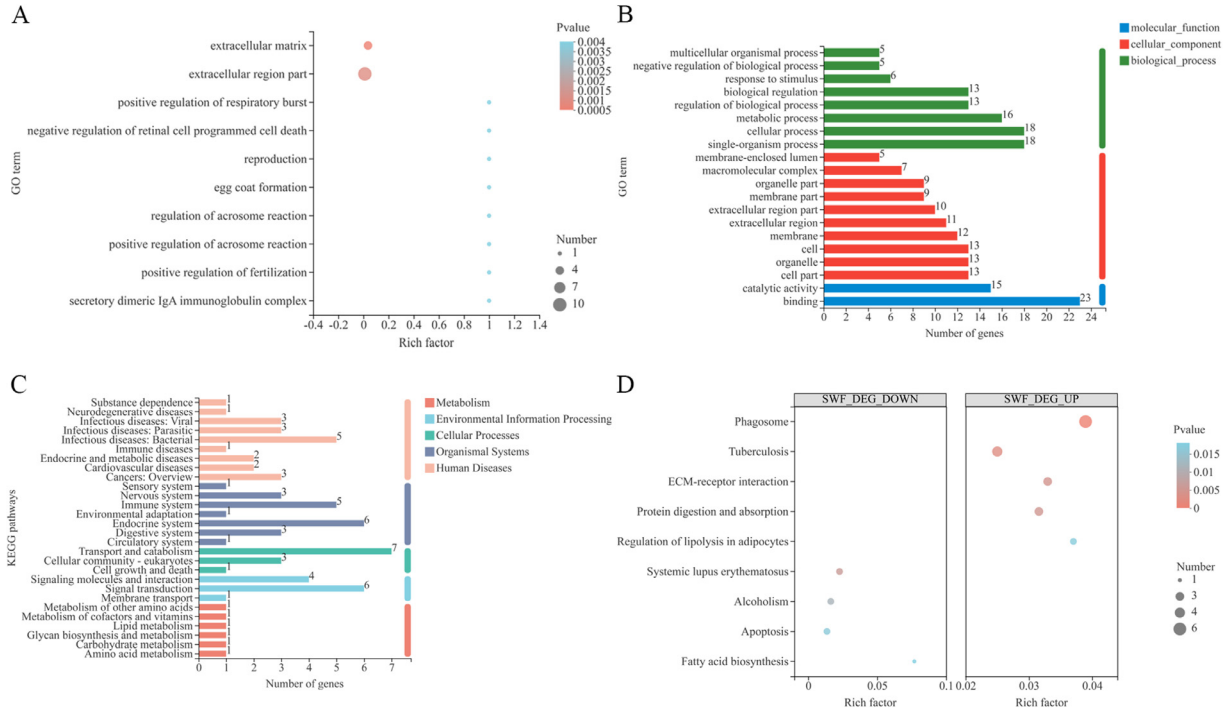 A
extracellular matrix
extracellular region part
positive regulation of respiratory burst
negative regulation of retinal cell programmed cell death
reproduction
egg coat formation
regulation of acrosome reaction
positive regulation of acrosome reaction
positive regulation of fertilization
secretory dimeric IgA immunoglobulin complex
GO term
-0.4 -0.2 0 0.2 0.4 0.6 0.8 1 1.2 1.4
Rich factor
Pvalue
0.004
0.0035
0.003
0.0025
0.002
0.0015
0.001
0.0005
Number
1
4
7
10
B
multicellular organismal process 5
negative regulation of biological process 5
response to stimulus 6
biological regulation 13
regulation of biological process 13
metabolic process 16
cellular process 18
single-organism process 18
membrane-enclosed lumen 5
macromolecular complex 7
organelle part 9
membrane part 9
extracellular region part 10
extracellular region 11
membrane 12
cell 13
organelle 13
cell part 13
catalytic activity 15
binding 23
GO term
0 2 4 6 8 10 12 14 16 18 20 22 24
Number of genes
molecular_function
cellular_component
biological_process
C
Substance dependence 1
Neurodegenerative diseases 1
Infectious diseases: Viral 3
Infectious diseases: Parasitic 3
Infectious diseases: Bacterial 5
Immune diseases 1
Endocrine and metabolic diseases 2
Cardiovascular diseases 2
Cancers: Overview 3
Sensory system 1
Nervous system 3
Immune system 5
Environmental adaptation 1
Endocrine system 6
Digestive system 3
Circulatory system 1
Transport and catabolism 7
Cellular community - eukaryotes 3
Cell growth and death 1
Signaling molecules and interaction 4
Signal transduction 6
Membrane transport 1
Metabolism of other amino acids 1
Metabolism of cofactors and vitamins 1
Lipid metabolism 1
Glycan biosynthesis and metabolism 1
Carbohydrate metabolism 1
Amino acid metabolism 1
KEGG pathways
0 1 2 3 4 5 6 7
Number of genes
Metabolism
Environmental Information Processing
Cellular Processes
Organismal Systems
Human Diseases
D
SWF_DEG_DOWN
SWF_DEG_UP
Phagosome
Tuberculosis
ECM-receptor interaction
Protein digestion and absorption
Regulation of lipolysis in adipocytes
Systemic lupus erythematosus
Alcoholism
Apoptosis
Fatty acid biosynthesis
0 0.05 0.1
Rich factor
0.02 0.03 0.04
Rich factor
Pvalue
0.015
0.01
0.005
0
Number
1
3
4
6